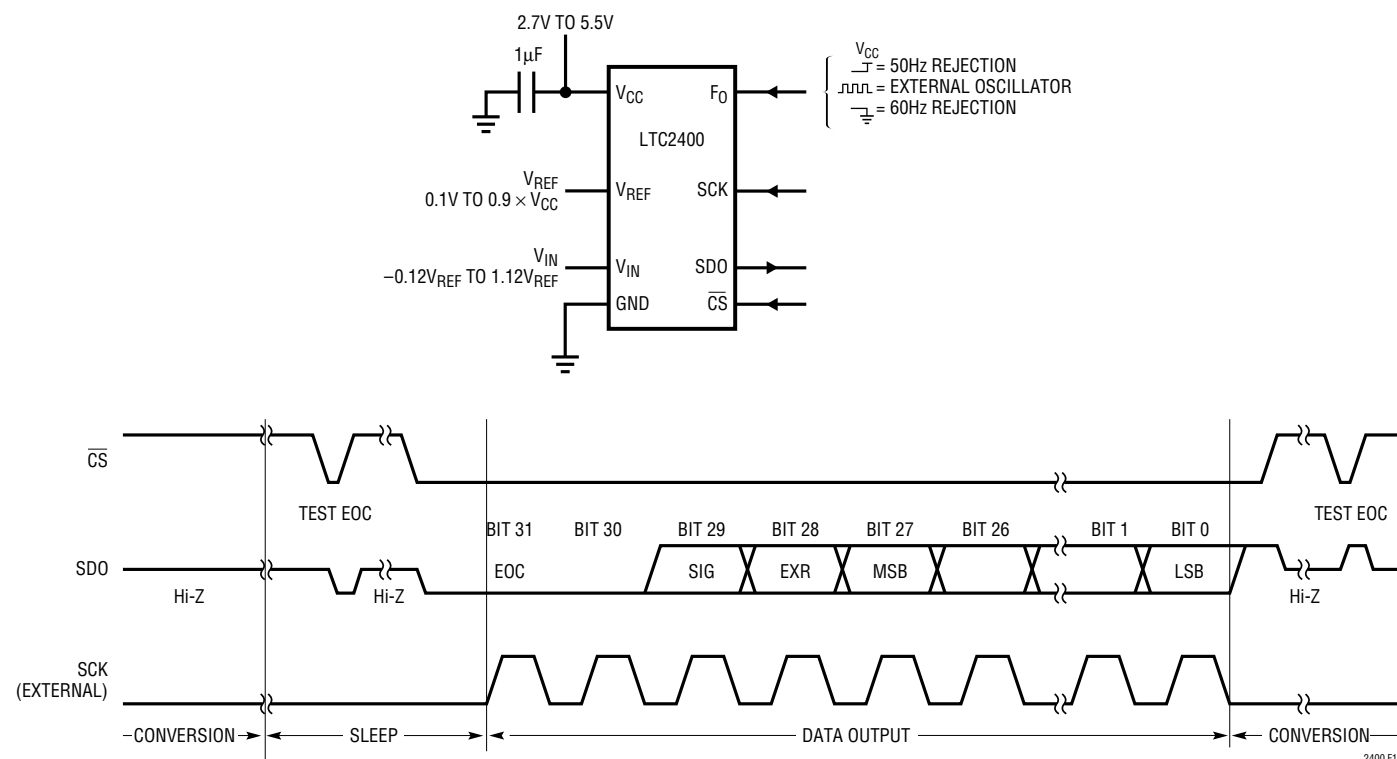 2.7V TO 5.5V
1µF
VCC
FO
LTC2400
VREF
0.1V TO 0.9 × VCC
VREF
SCK
VIN
−0.12VREF TO 1.12VREF
VIN
SDO
GND
CS
VCC
= 50Hz REJECTION
= EXTERNAL OSCILLATOR
= 60Hz REJECTION
CS
TEST EOC
TEST EOC
BIT 31 BIT 30 BIT 29 BIT 28 BIT 27 BIT 26 BIT 1 BIT 0
SDO
EOC SIG EXR MSB LSB
Hi-Z Hi-Z Hi-Z
SCK
(EXTERNAL)
CONVERSION SLEEP DATA OUTPUT CONVERSION